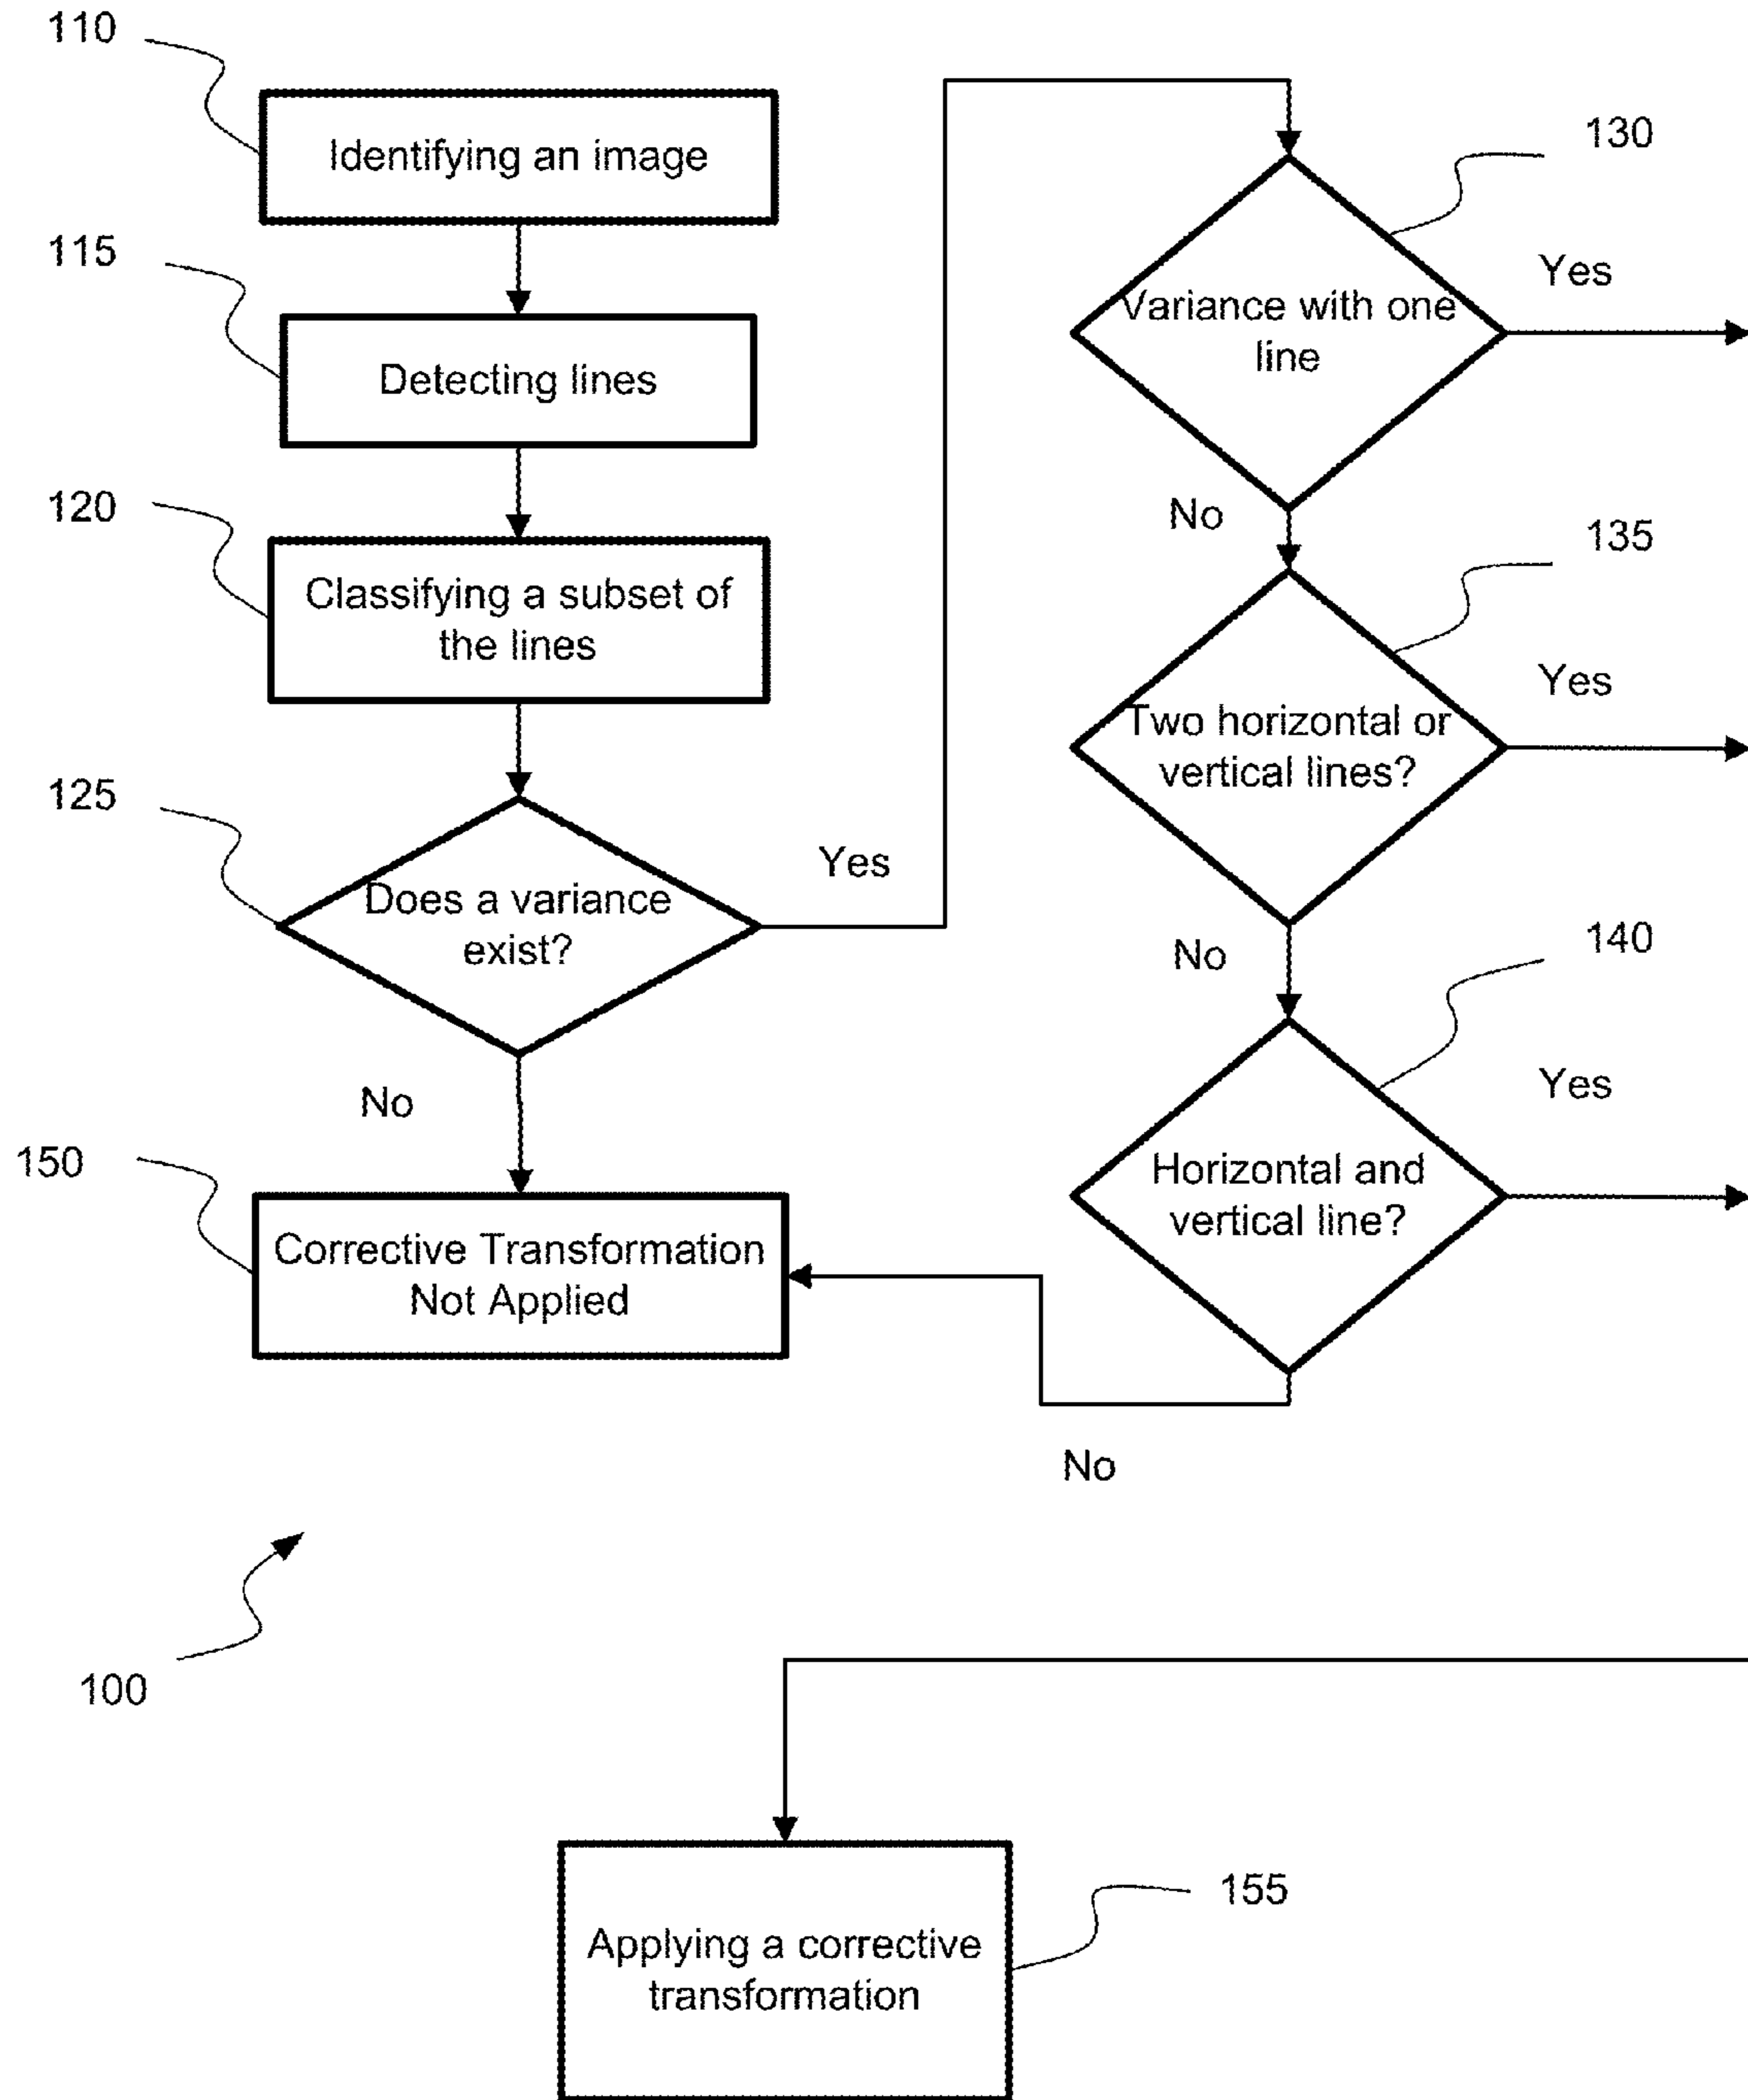 110
Identifying an image
115
Detecting lines
120
Classifying a subset of
the lines
125
Does a variance
exist?
Yes
No
150
Corrective Transformation
Not Applied
130
Variance with one
line
Yes
No
135
Two horizontal or
vertical lines?
Yes
No
140
Horizontal and
vertical line?
Yes
No
100
155
Applying a corrective
transformation